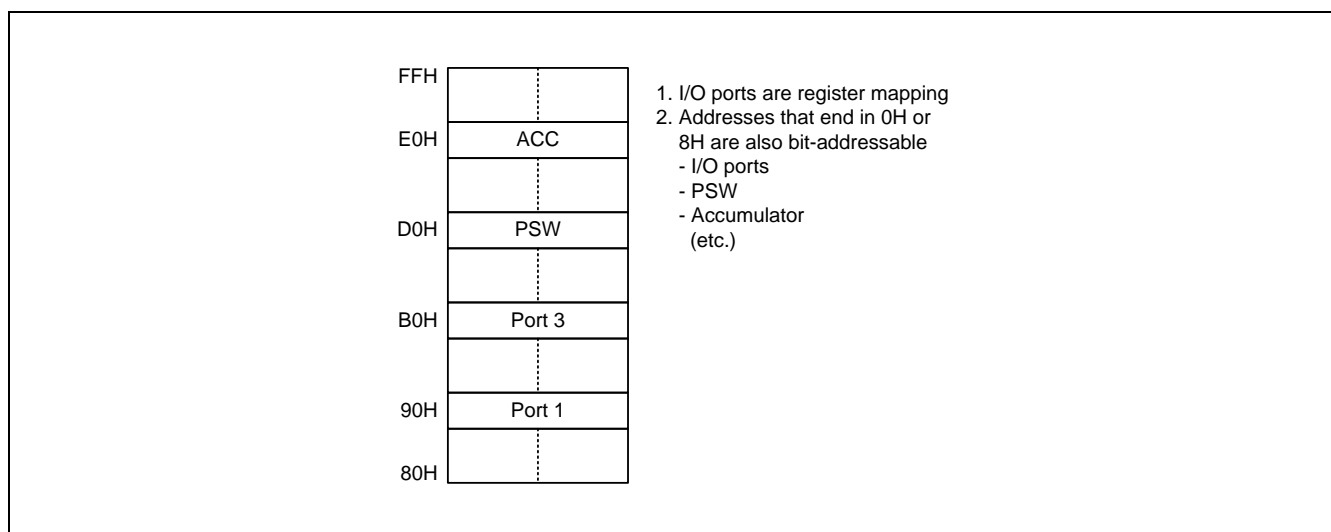 FFH
E0H
ACC
D0H
PSW
B0H
Port 3
90H
Port 1
80H
1. I/O ports are register mapping
2. Addresses that end in 0H or
8H are also bit-addressable
- I/O ports
- PSW
- Accumulator
(etc.)